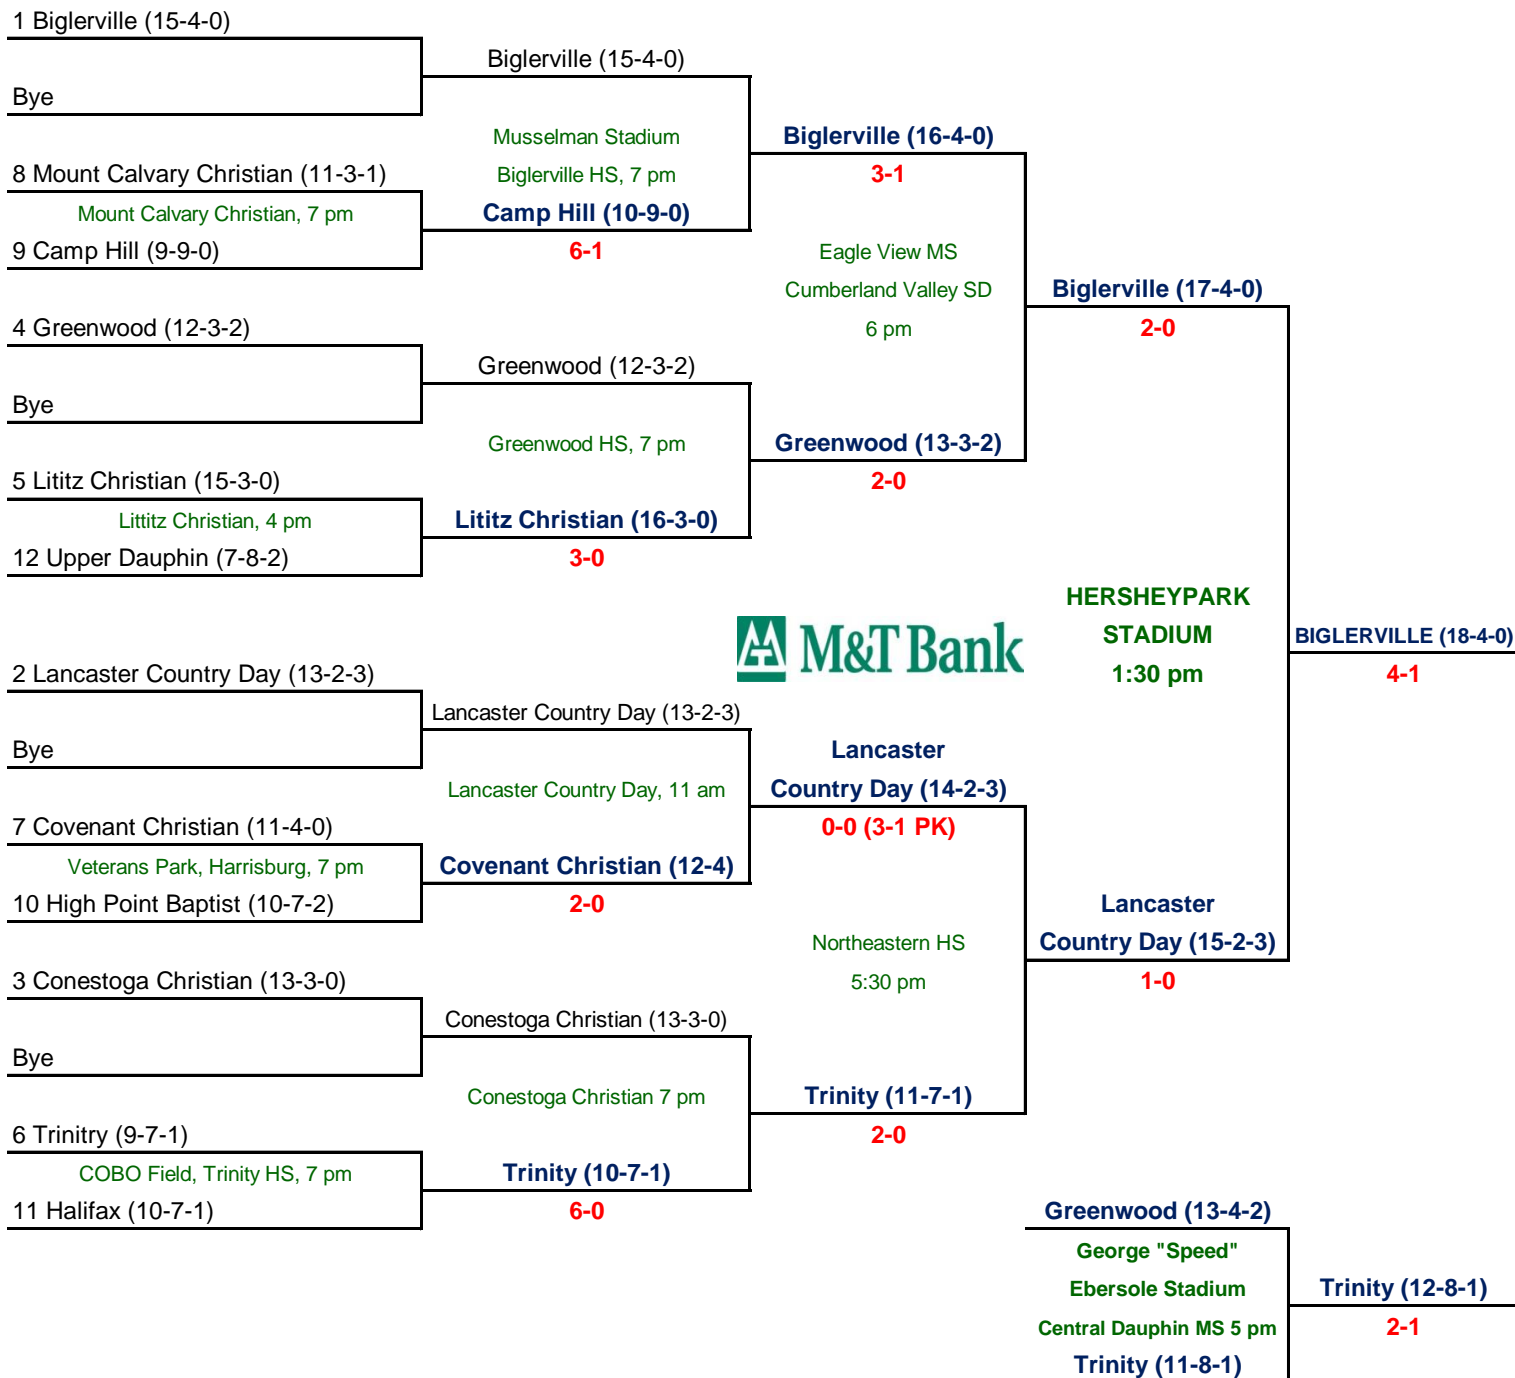 1 Biglerville (15-4-0)
Biglerville (15-4-0)
Bye
Musselman Stadium
Biglerville HS, 7 pm
Biglerville (16-4-0)
3-1
8 Mount Calvary Christian (11-3-1)
Mount Calvary Christian, 7 pm
9 Camp Hill (9-9-0)
Camp Hill (10-9-0)
6-1
Eagle View MS
Cumberland Valley SD
6 pm
Biglerville (17-4-0)
2-0
4 Greenwood (12-3-2)
Greenwood (12-3-2)
Bye
Greenwood HS, 7 pm
Greenwood (13-3-2)
2-0
5 Lititz Christian (15-3-0)
Littitz Christian, 4 pm
12 Upper Dauphin (7-8-2)
Lititz Christian (16-3-0)
3-0
M&T Bank
HERSHEYPARK
STADIUM
1:30 pm
BIGLERVILLE (18-4-0)
4-1
2 Lancaster Country Day (13-2-3)
Lancaster Country Day (13-2-3)
Bye
Lancaster Country Day, 11 am
Lancaster
Country Day (14-2-3)
0-0 (3-1 PK)
7 Covenant Christian (11-4-0)
Veterans Park, Harrisburg, 7 pm
10 High Point Baptist (10-7-2)
Covenant Christian (12-4)
2-0
Northeastern HS
5:30 pm
Lancaster
Country Day (15-2-3)
1-0
3 Conestoga Christian (13-3-0)
Conestoga Christian (13-3-0)
Bye
Conestoga Christian 7 pm
Trinity (11-7-1)
2-0
6 Trinitry (9-7-1)
COBO Field, Trinity HS, 7 pm
11 Halifax (10-7-1)
Trinity (10-7-1)
6-0
Greenwood (13-4-2)
George "Speed"
Ebersole Stadium
Central Dauphin MS 5 pm
Trinity (11-8-1)
Trinity (12-8-1)
2-1